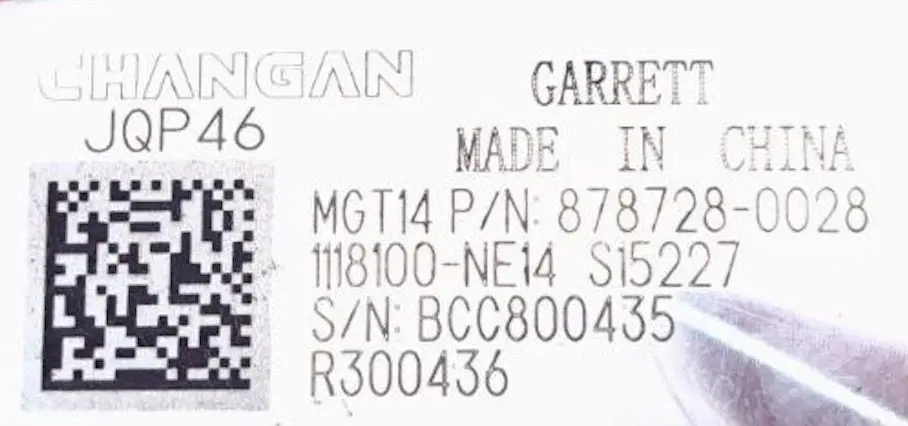 CHANGAN
JQP46
GARRETT
MADE IN CHINA
MGT14 P/N: 878728-0028
1118100-NE14 S15227
S/N: BCC800435
R300436